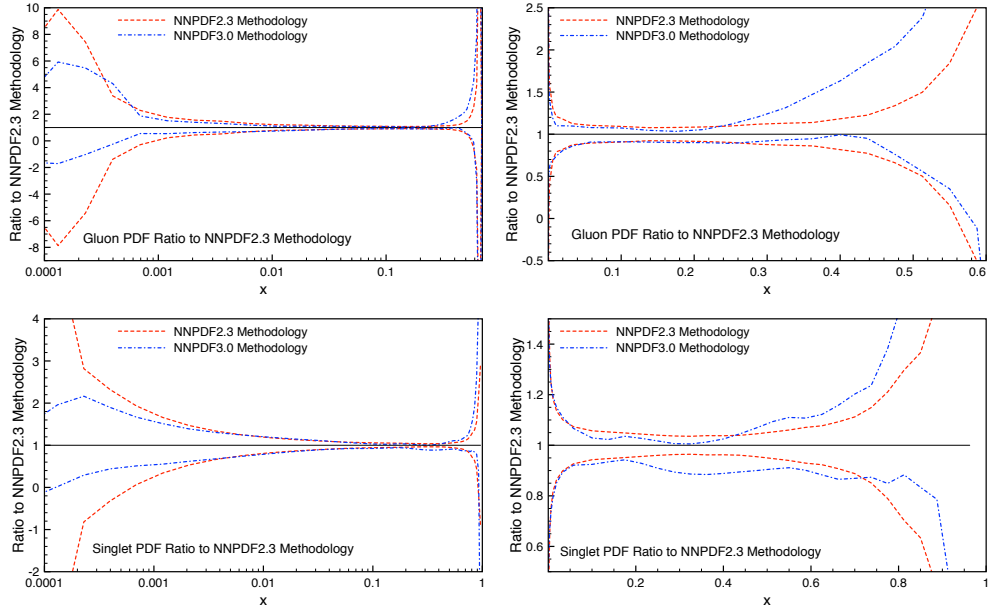 Ratio to NNPDF2.3 Methodology
10
8
6
4
2
0
-2
-4
-6
-8
NNPDF2.3 Methodology
NNPDF3.0 Methodology
Gluon PDF Ratio to NNPDF2.3 Methodology
0.0001 0.001 0.01 0.1
x
Ratio to NNPDF2.3 Methodology
2.5
2
1.5
1
0.5
0
-0.5
NNPDF2.3 Methodology
NNPDF3.0 Methodology
Gluon PDF Ratio to NNPDF2.3 Methodology
0.1 0.2 0.3 0.4 0.5 0.6
x
Ratio to NNPDF2.3 Methodology
4
3
2
1
0
-1
-2
NNPDF2.3 Methodology
NNPDF3.0 Methodology
Singlet PDF Ratio to NNPDF2.3 Methodology
0.0001 0.001 0.01 0.1 1
x
Ratio to NNPDF2.3 Methodology
1.4
1.2
1
0.8
0.6
NNPDF2.3 Methodology
NNPDF3.0 Methodology
Singlet PDF Ratio to NNPDF2.3 Methodology
0.2 0.4 0.6 0.8 1
x